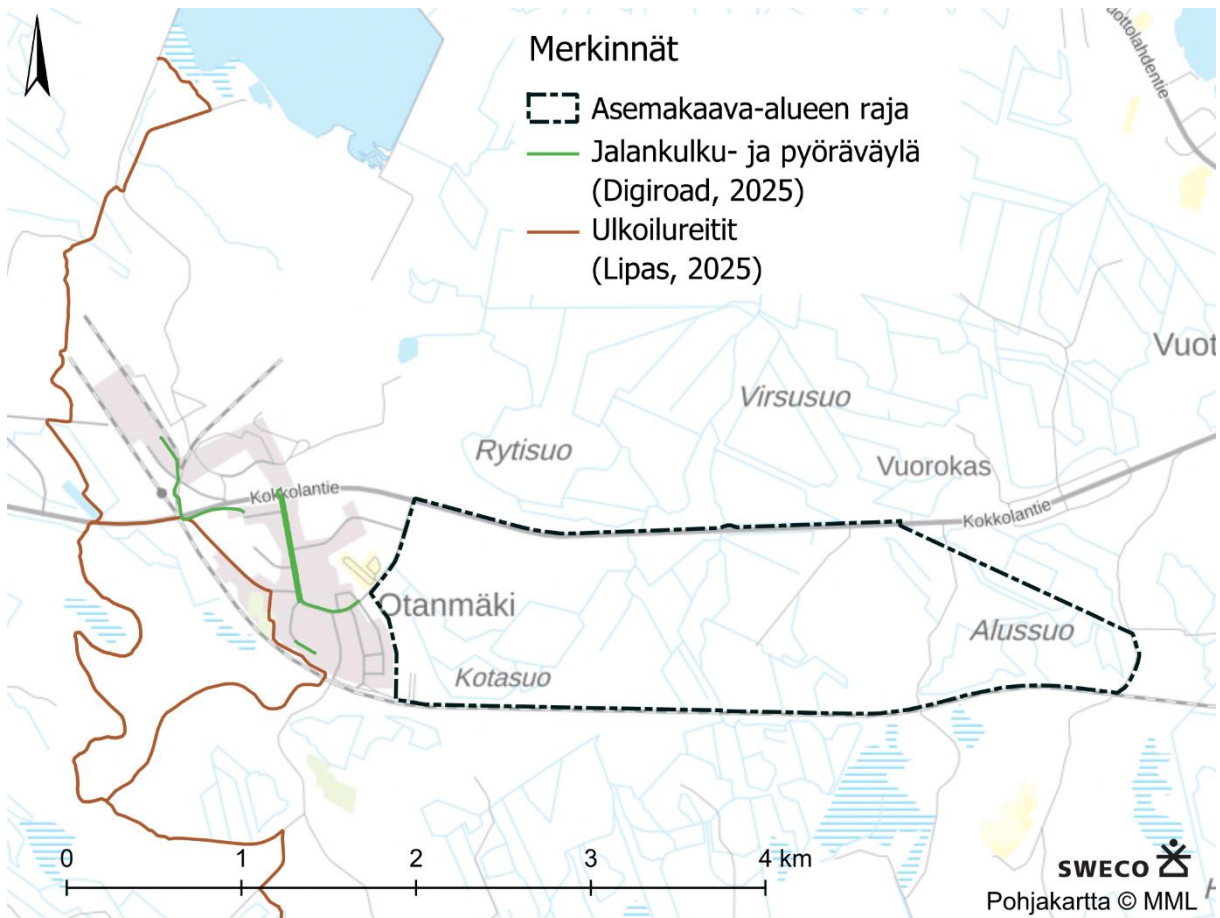 Merkinnät
Asemakaava-alueen raja
Jalankulku- ja pyöräväylä
(Digiroad, 2025)
Ulkoilureitit
(Lipas, 2025)
Vuot
Virsusuo
Rytisuo
Vuorokas
Kokkolantie
Kokkolantie
Otanmäki
Alussuo
Kotasuo
0 1 2 3 4 km
SWECO
Pohjakartta © MML